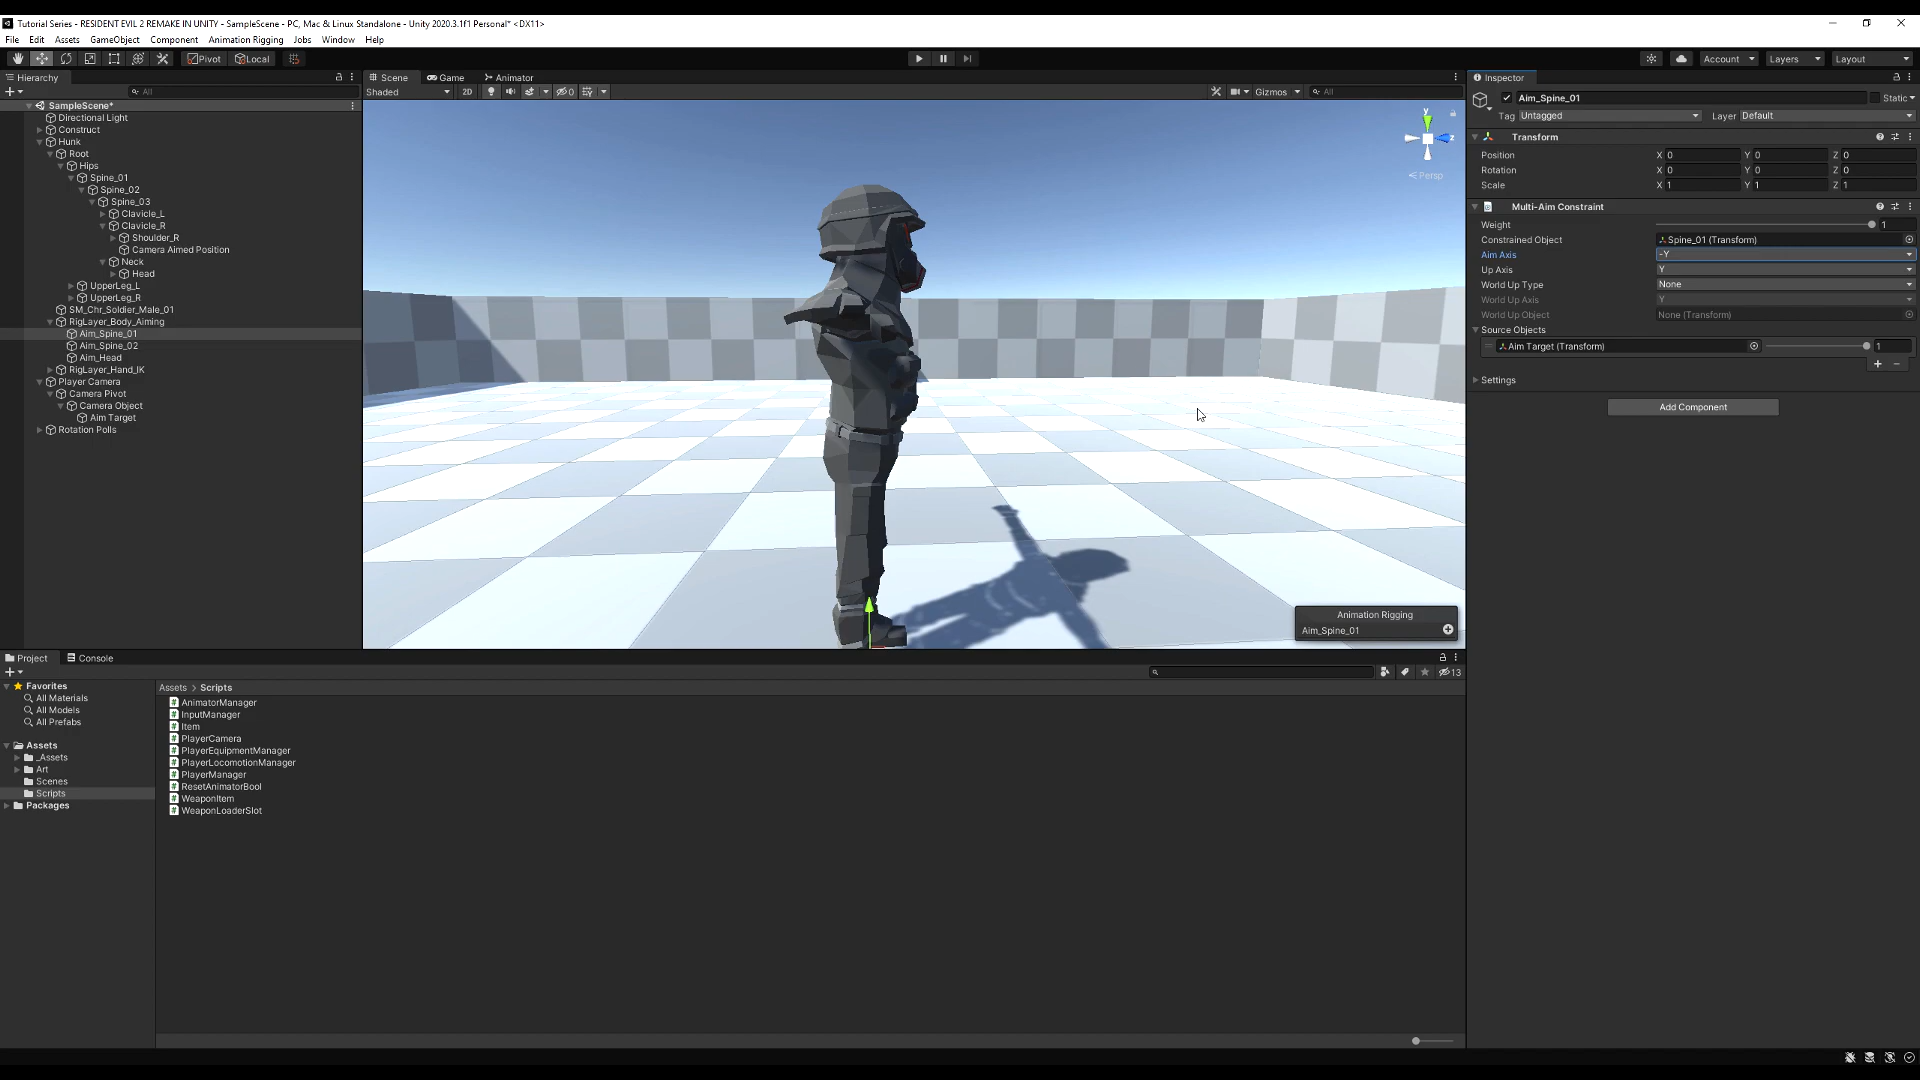 Tutorial Series - RESIDENT EVIL 2 REMAKE IN UNITY - SampleScene - PC, Mac & Linux Standalone - Unity 2020.3.1f1 Personal* <DX11>
File Edit Assets GameObject Component Animation Rigging Jobs Window Help
Pivot Local Account Layers Layout
Hierarchy
All
SampleScene*
Directional Light
Construct
Hunk
Root
Hips
Spine_01
Spine_02
Spine_03
Clavicle_L
Clavicle_R
Shoulder_R
Camera Aimed Position
Neck
Head
UpperLeg_L
UpperLeg_R
SM_Chr_Soldier_Male_01
RigLayer_Body_Aiming
Aim_Spine_01
Aim_Spine_02
Aim_Head
RigLayer_Hand_IK
Player Camera
Camera Pivot
Camera Object
Aim Target
Rotation Polls
Scene Game Animator
Shaded 2D 0 Gizmos All
y
z
Persp
Animation Rigging
Aim_Spine_01
Inspector
Aim_Spine_01 Static
Tag Untagged Layer Default
Transform
Position X 0 Y 0 Z 0
Rotation X 0 Y 0 Z 0
Scale X 1 Y 1 Z 1
Multi-Aim Constraint
Weight 1
Constrained Object Spine_01 (Transform)
Aim Axis -Y
Up Axis Y
World Up Type None
World Up Axis Y
World Up Object None (Transform)
Source Objects
Aim Target (Transform) 1
Settings
Add Component
Project Console
13
Favorites
All Materials
All Models
All Prefabs
Assets
_Assets
Art
Scenes
Scripts
Packages
Assets > Scripts
AnimatorManager
InputManager
Item
PlayerCamera
PlayerEquipmentManager
PlayerLocomotionManager
PlayerManager
ResetAnimatorBool
WeaponItem
WeaponLoaderSlot